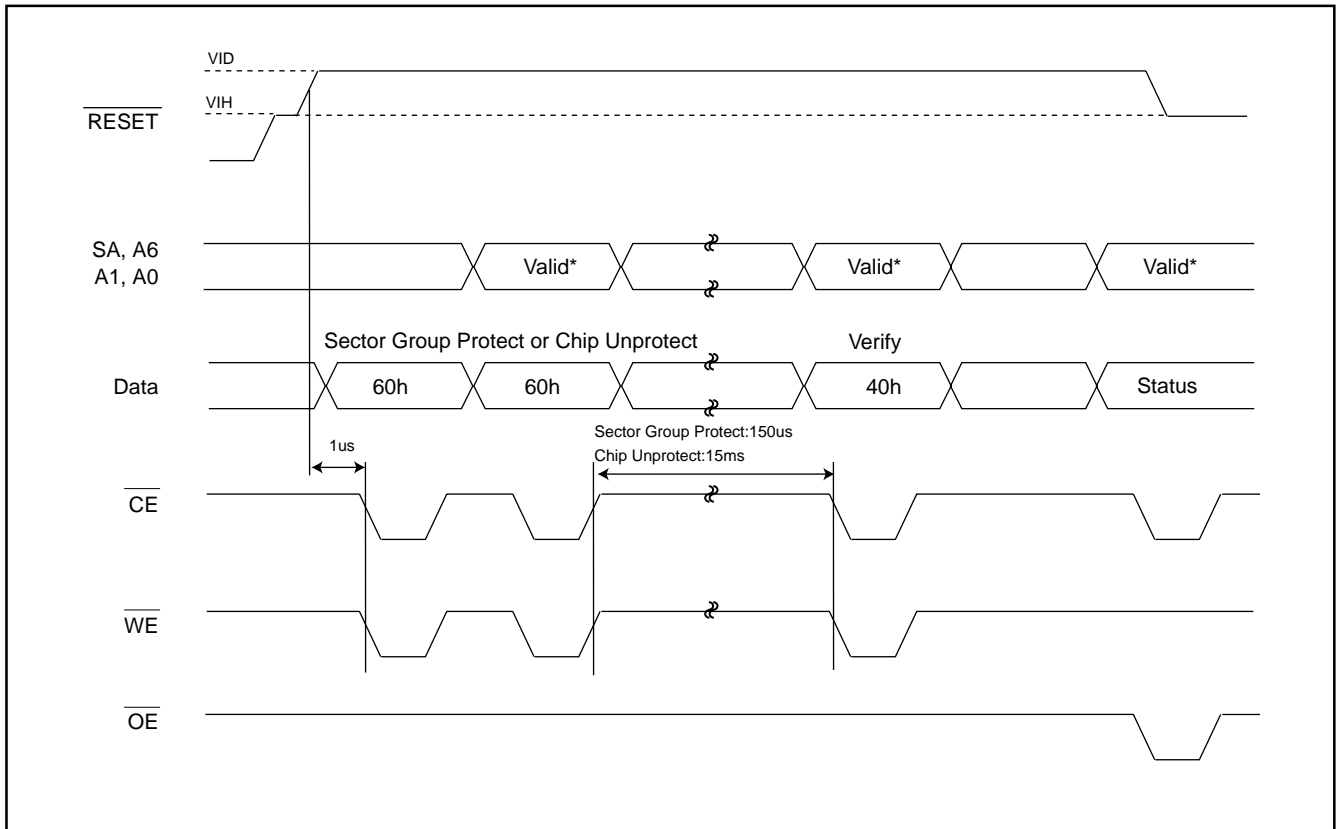 VID
VIH
RESET
SA, A6
A1, A0
Valid*
Valid*
Valid*
Sector Group Protect or Chip Unprotect
Verify
Data
60h
60h
40h
Status
Sector Group Protect:150us
Chip Unprotect:15ms
1us
CE
WE
OE